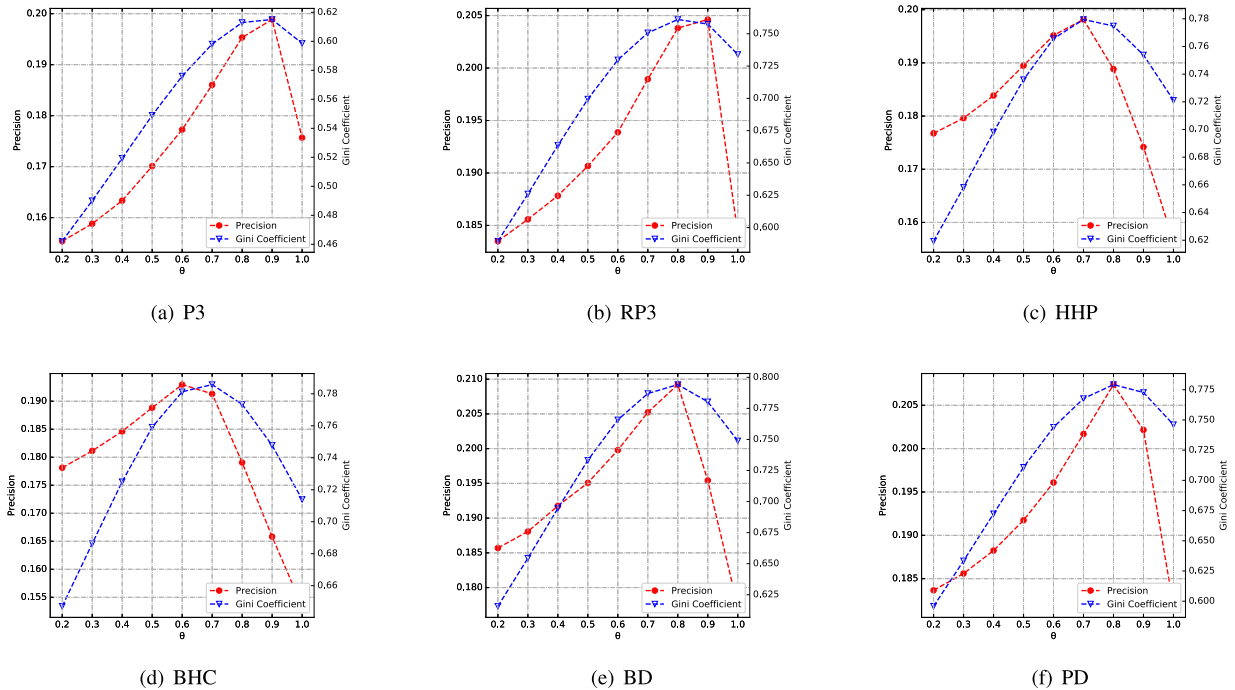 0.20
0.19
0.18
0.17
0.16
Precision
0.62
0.60
0.58
0.56
0.54
0.52
0.50
0.48
0.46
Gini Coefficient
Precision
Gini Coefficient
0.2 0.3 0.4 0.5 0.6 0.7 0.8 0.9 1.0
θ
(a) P3
0.205
0.200
0.195
0.190
0.185
Precision
0.750
0.725
0.700
0.675
0.650
0.625
0.600
Gini Coefficient
Precision
Gini Coefficient
0.2 0.3 0.4 0.5 0.6 0.7 0.8 0.9 1.0
θ
(b) RP3
0.20
0.19
0.18
0.17
0.16
Precision
0.78
0.76
0.74
0.72
0.70
0.68
0.66
0.64
0.62
Gini Coefficient
Precision
Gini Coefficient
0.2 0.3 0.4 0.5 0.6 0.7 0.8 0.9 1.0
θ
(c) HHP
0.190
0.185
0.180
0.175
0.170
0.165
0.160
0.155
Precision
0.78
0.76
0.74
0.72
0.70
0.68
0.66
Gini Coefficient
Precision
Gini Coefficient
0.2 0.3 0.4 0.5 0.6 0.7 0.8 0.9 1.0
θ
(d) BHC
0.210
0.205
0.200
0.195
0.190
0.185
0.180
Precision
0.800
0.775
0.750
0.725
0.700
0.675
0.650
0.625
Gini Coefficient
Precision
Gini Coefficient
0.2 0.3 0.4 0.5 0.6 0.7 0.8 0.9 1.0
θ
(e) BD
0.205
0.200
0.195
0.190
0.185
Precision
0.775
0.750
0.725
0.700
0.675
0.650
0.625
0.600
Gini Coefficient
Precision
Gini Coefficient
0.2 0.3 0.4 0.5 0.6 0.7 0.8 0.9 1.0
θ
(f) PD